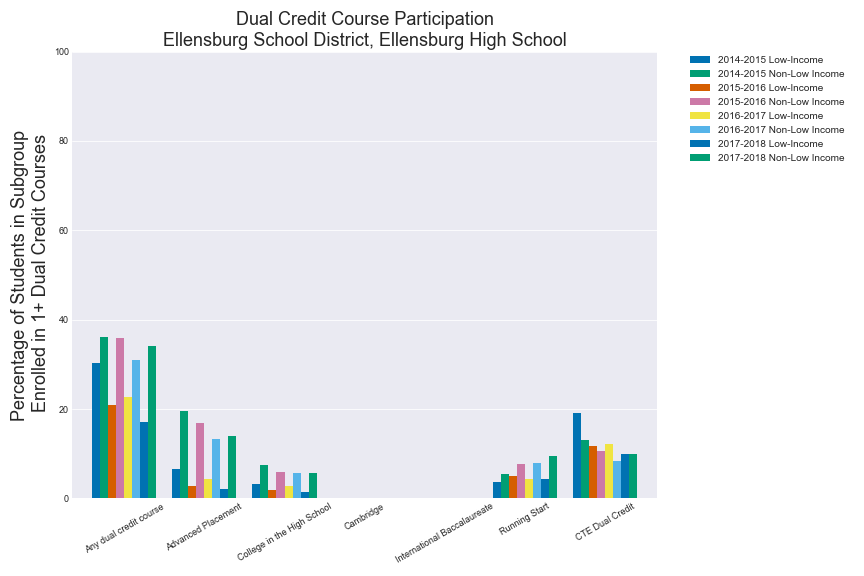 Dual Credit Course Participation
Ellensburg School District, Ellensburg High School
Percentage of Students in Subgroup
Enrolled in 1+ Dual Credit Courses
100
80
60
40
20
0
Any dual credit course
Advanced Placement
College in the High School
Cambridge
International Baccalaureate
Running Start
CTE Dual Credit
2014-2015 Low-Income
2014-2015 Non-Low Income
2015-2016 Low-Income
2015-2016 Non-Low Income
2016-2017 Low-Income
2016-2017 Non-Low Income
2017-2018 Low-Income
2017-2018 Non-Low Income